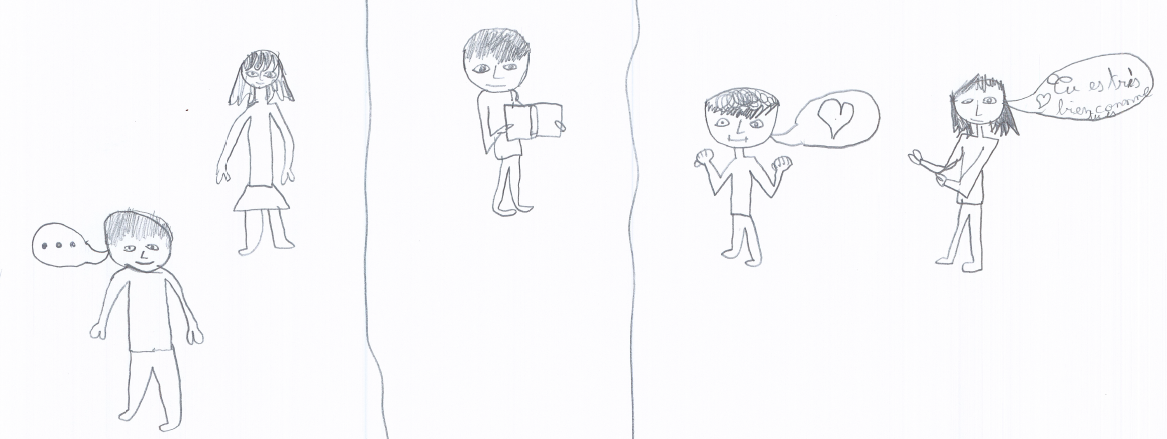 ...
Tu es très
bien comme